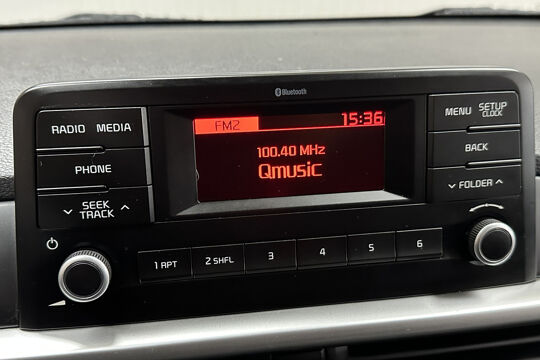 Bluetooth
RADIO MEDIA
PHONE
SEEK
TRACK
FM2 15:36
100.40 MHz
Qmusic
MENU SETUP
CLOCK
BACK
FOLDER
1 RPT 2 SHFL 3 4 5 6